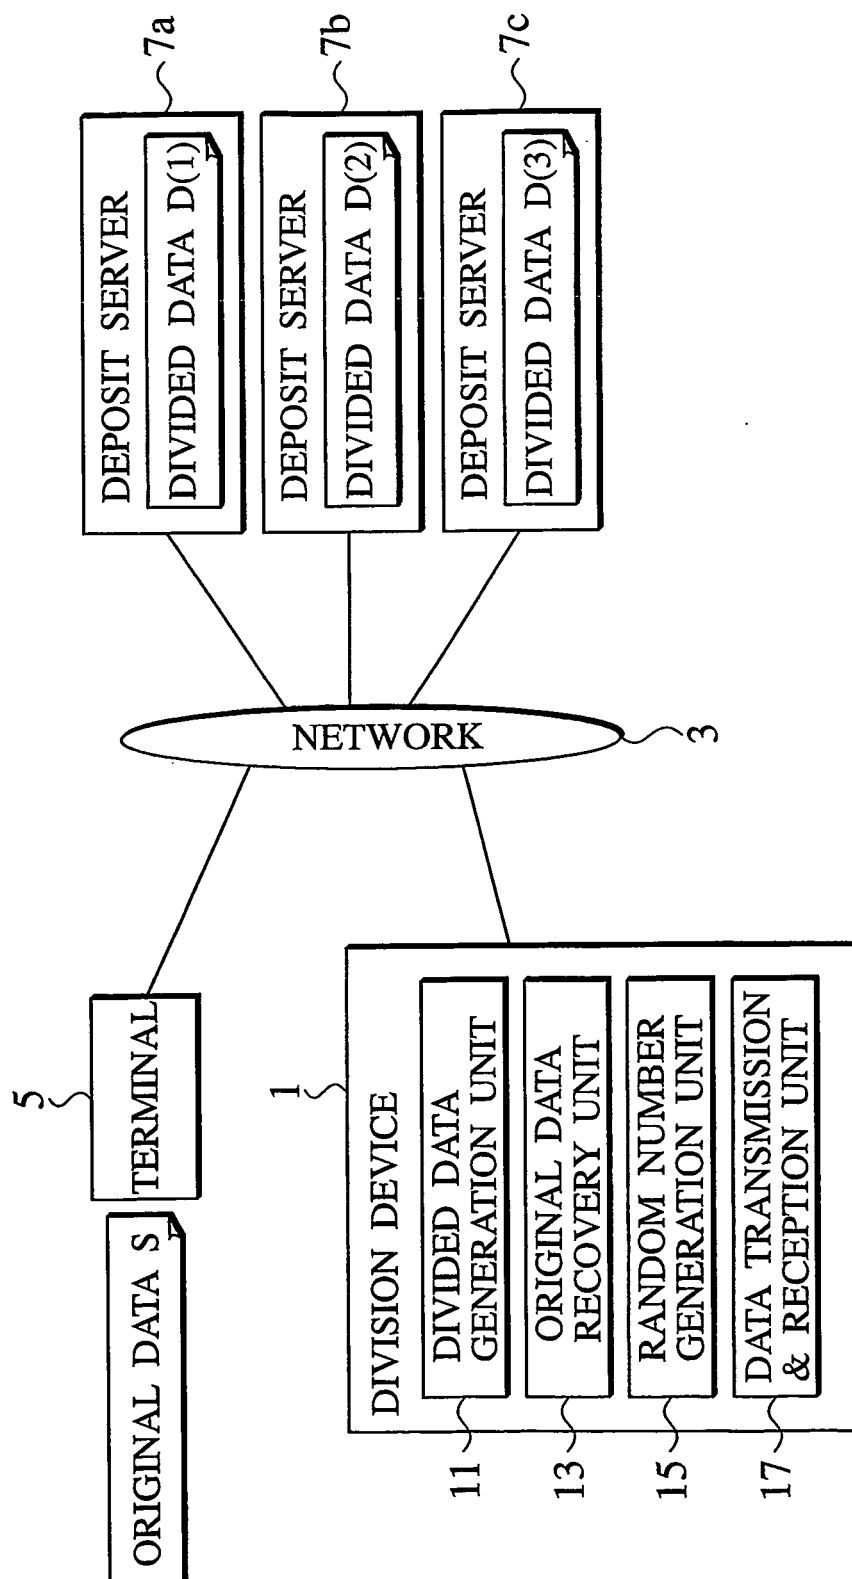 ORIGINAL DATA S
5
TERMINAL
1
DIVISION DEVICE
11
DIVIDED DATA
GENERATION UNIT
13
ORIGINAL DATA
RECOVERY UNIT
15
RANDOM NUMBER
GENERATION UNIT
17
DATA TRANSMISSION
& RECEPTION UNIT
NETWORK
3
DEPOSIT SERVER
DIVIDED DATA D(1)
7a
DEPOSIT SERVER
DIVIDED DATA D(2)
7b
DEPOSIT SERVER
DIVIDED DATA D(3)
7c